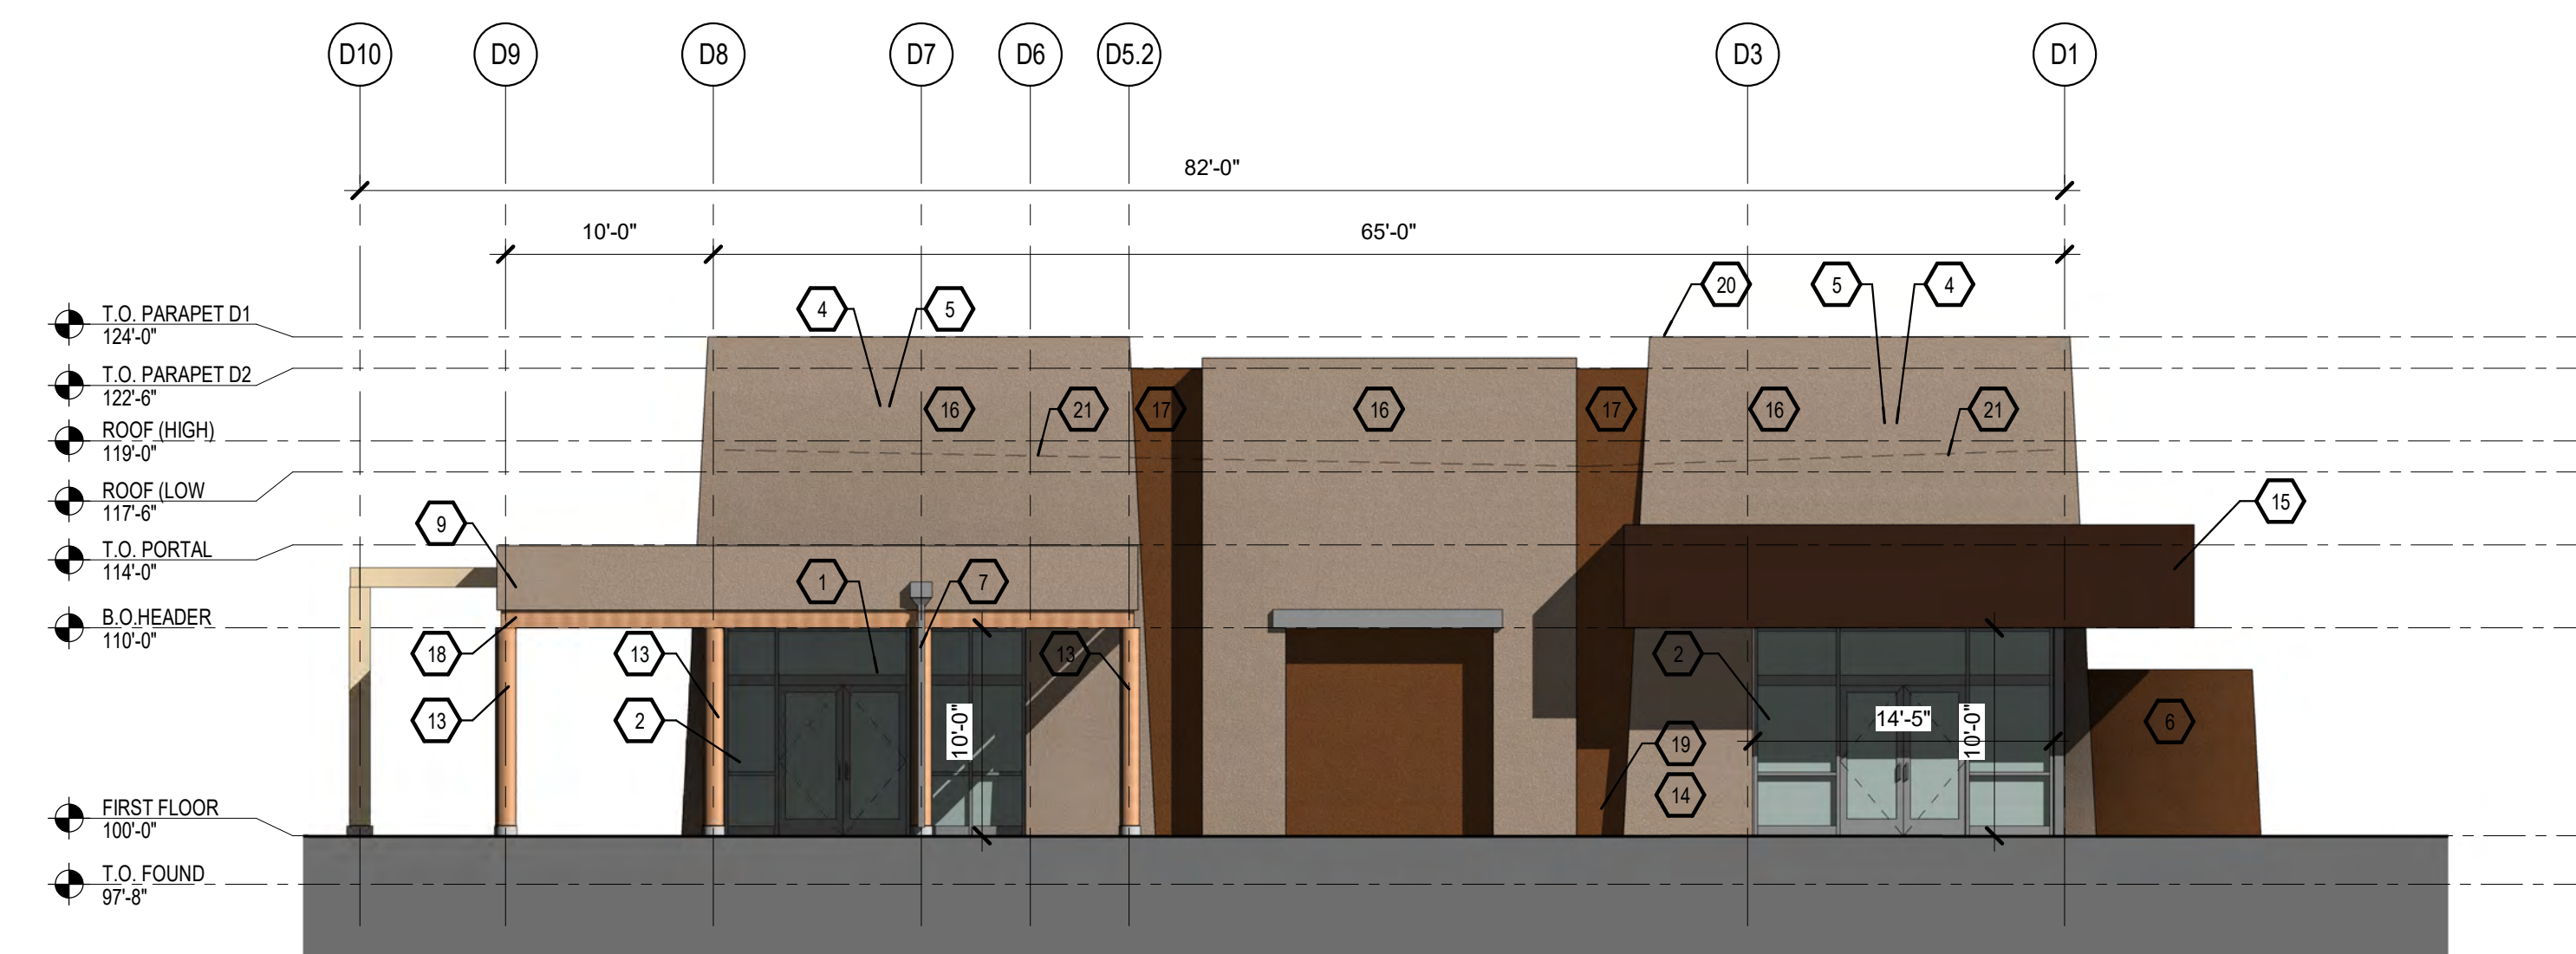 D10 D9 D8 D7 D6 D5.2 D3 D1
82'-0"
10'-0" 65'-0"
20 5 4
4 5
T.O. PARAPET D1
124'-0"
T.O. PARAPET D2
122'-6"
16 21 17 16 17 16 21
ROOF (HIGH)
119'-0"
ROOF (LOW
117'-6"
9 15
T.O. PORTAL
114'-0"
1 7
B.O.HEADER
110'-0"
18 13 13 2
13 2 10'-0" 14'-5" 10'-0" 6
19
14
FIRST FLOOR
100'-0"
T.O. FOUND
97'-8"